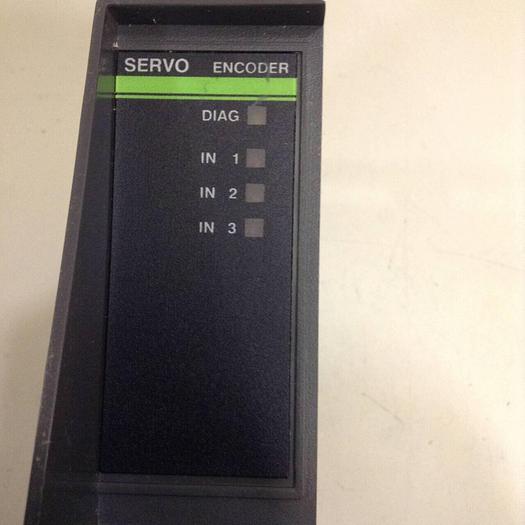 SERVO ENCODER
DIAG
IN 1
IN 2
IN 3